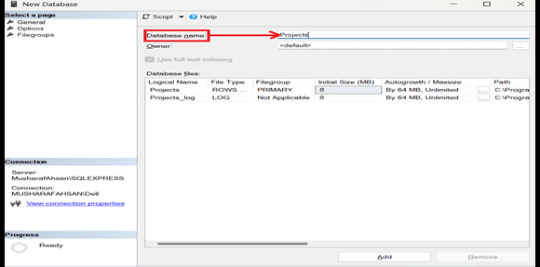 New Database
Select a page
General
Options
Filegroups
Script
Help
Database name:
Projects
Owner:
<default>
...
Use full-text indexing
Database files:
Logical Name File Type Filegroup Initial Size (MB) Autogrowth / Maxsize Path
Projects ROWS ... PRIMARY 8 By 64 MB, Unlimited ... C:\Progra
Projects_log LOG Not Applicable 8 By 64 MB, Unlimited ... C:\Progra
Connection
Server:
MusharafAhsan\SQLEXPRESS
Connection:
MUSHARAFAHSAN\Dell
View connection properties
Progress
Ready
Add
Remove